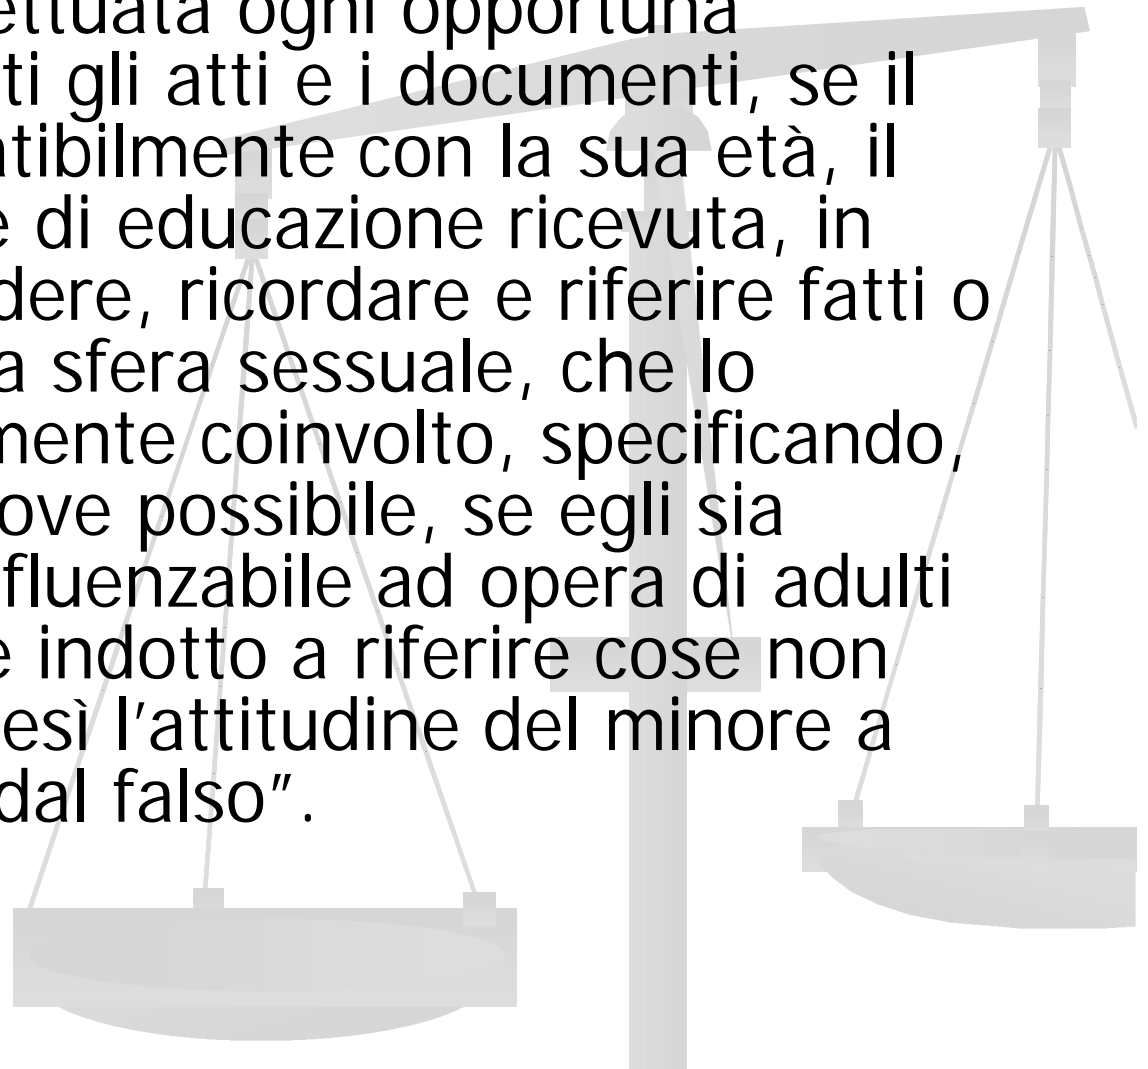 ettuata ogni opportuna
ti gli atti e i documenti, se il
atibilmente con la sua età, il
e di educazione ricevuta, in
dere, ricordare e riferire fatti o
a sfera sessuale, che lo
mente coinvolto, specificando,
ove possibile, se egli sia
fluenzabile ad opera di adulti
e indotto a riferire cose non
esì l'attitudine del minore a
dal falso”.